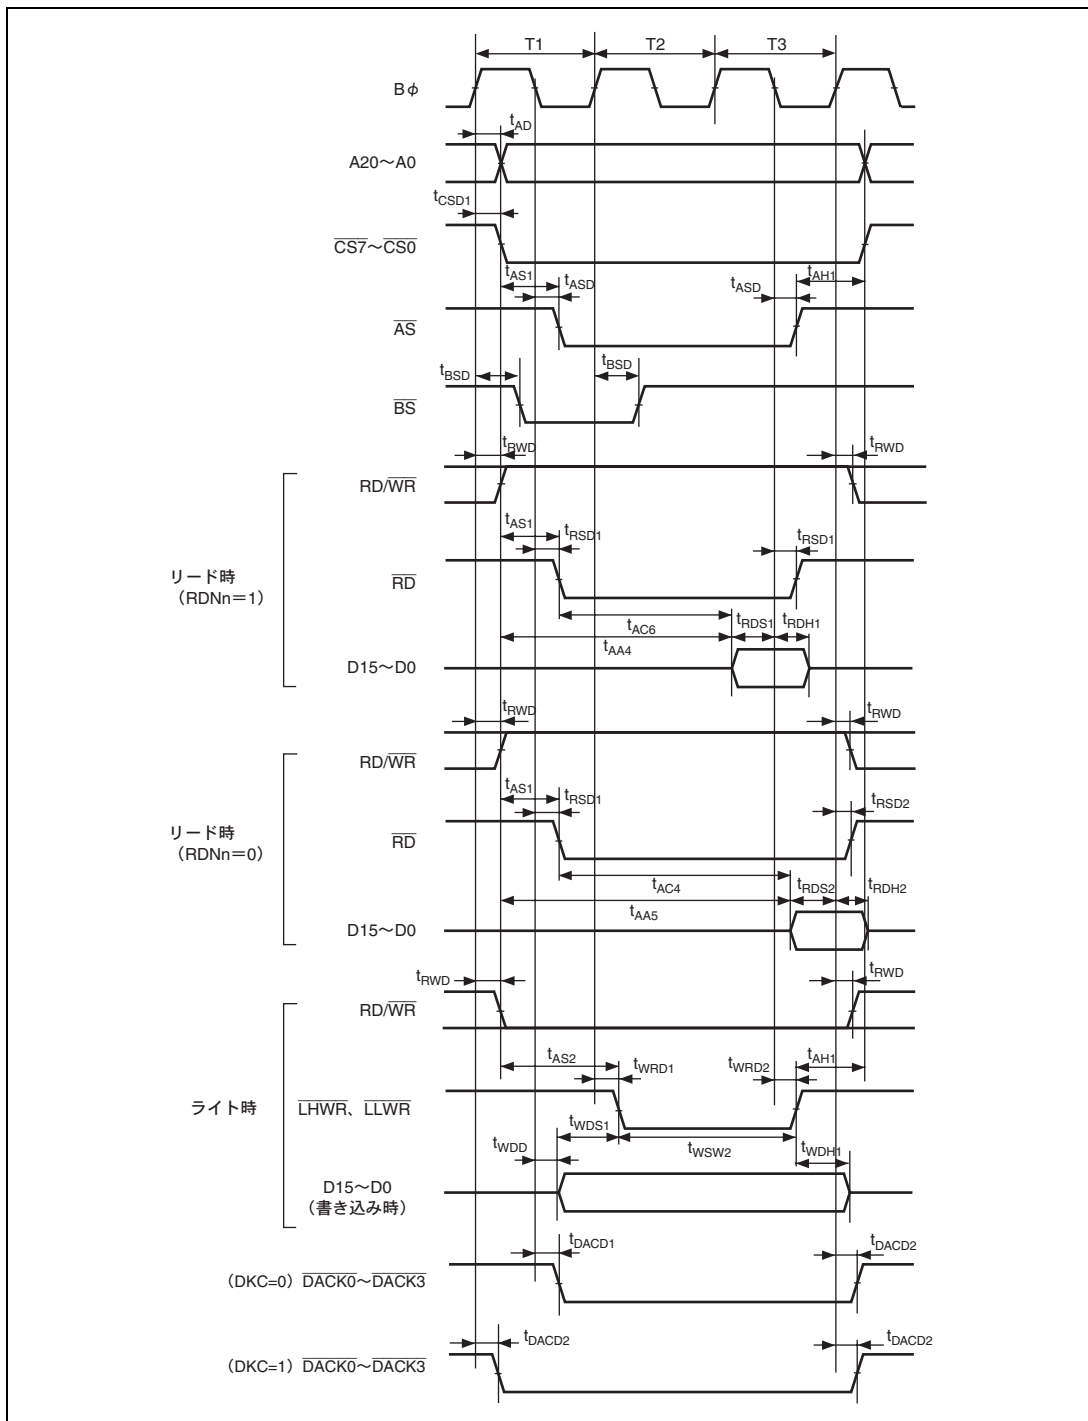 T1 T2 T3
Bφ
tAD
A20～A0
tCSD1
CS7～CS0
tAS1 tASD tASD tAH1
AS
tBSD tBSD
BS
tRWD tRWD
RD/WR
tAS1 tRSD1 tRSD1
リード時
（RDNn＝1）
RD
tAC6 tRDS1 tRDH1
tAA4
D15～D0
tRWD tRWD
RD/WR
tAS1 tRSD1 tRSD2
リード時
（RDNn＝0）
RD
tAC4 tRDS2 tRDH2
tAA5
D15～D0
tRWD tRWD
RD/WR
tAS2 tWRD1 tWRD2 tAH1
ライト時
LHWR、LLWR
tWDS1
tWDD tWSW2 tWDH1
D15～D0
（書き込み時）
tDACD1 tDACD2
（DKC=0）DACK0～DACK3
tDACD2 tDACD2
（DKC=1）DACK0～DACK3